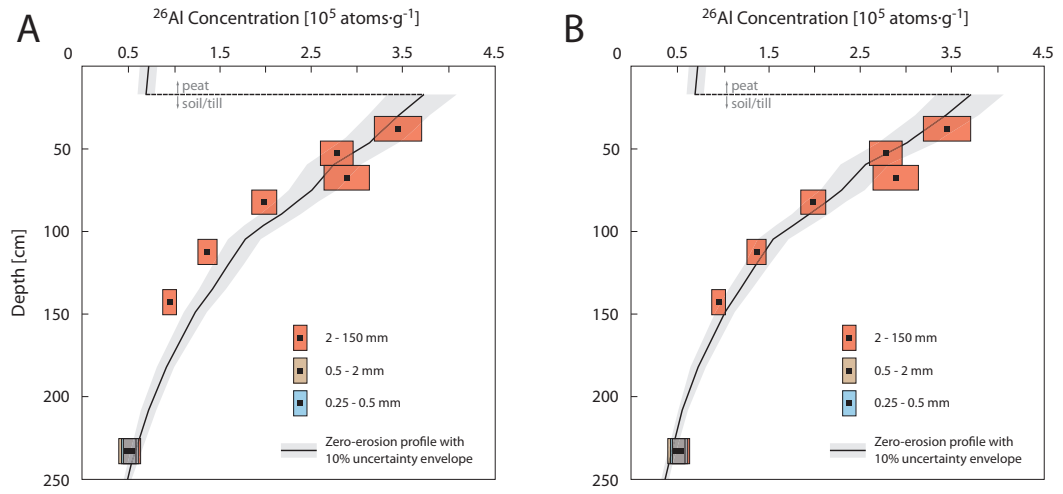 A
²⁶Al Concentration [10⁵ atoms·g⁻¹]
0 0.5 1.5 2.5 3.5 4.5
peat
soil/till
50
100
Depth [cm]
150
200
250
2 - 150 mm
0.5 - 2 mm
0.25 - 0.5 mm
Zero-erosion profile with
10% uncertainty envelope
B
²⁶Al Concentration [10⁵ atoms·g⁻¹]
0 0.5 1.5 2.5 3.5 4.5
peat
soil/till
50
100
150
200
250
2 - 150 mm
0.5 - 2 mm
0.25 - 0.5 mm
Zero-erosion profile with
10% uncertainty envelope